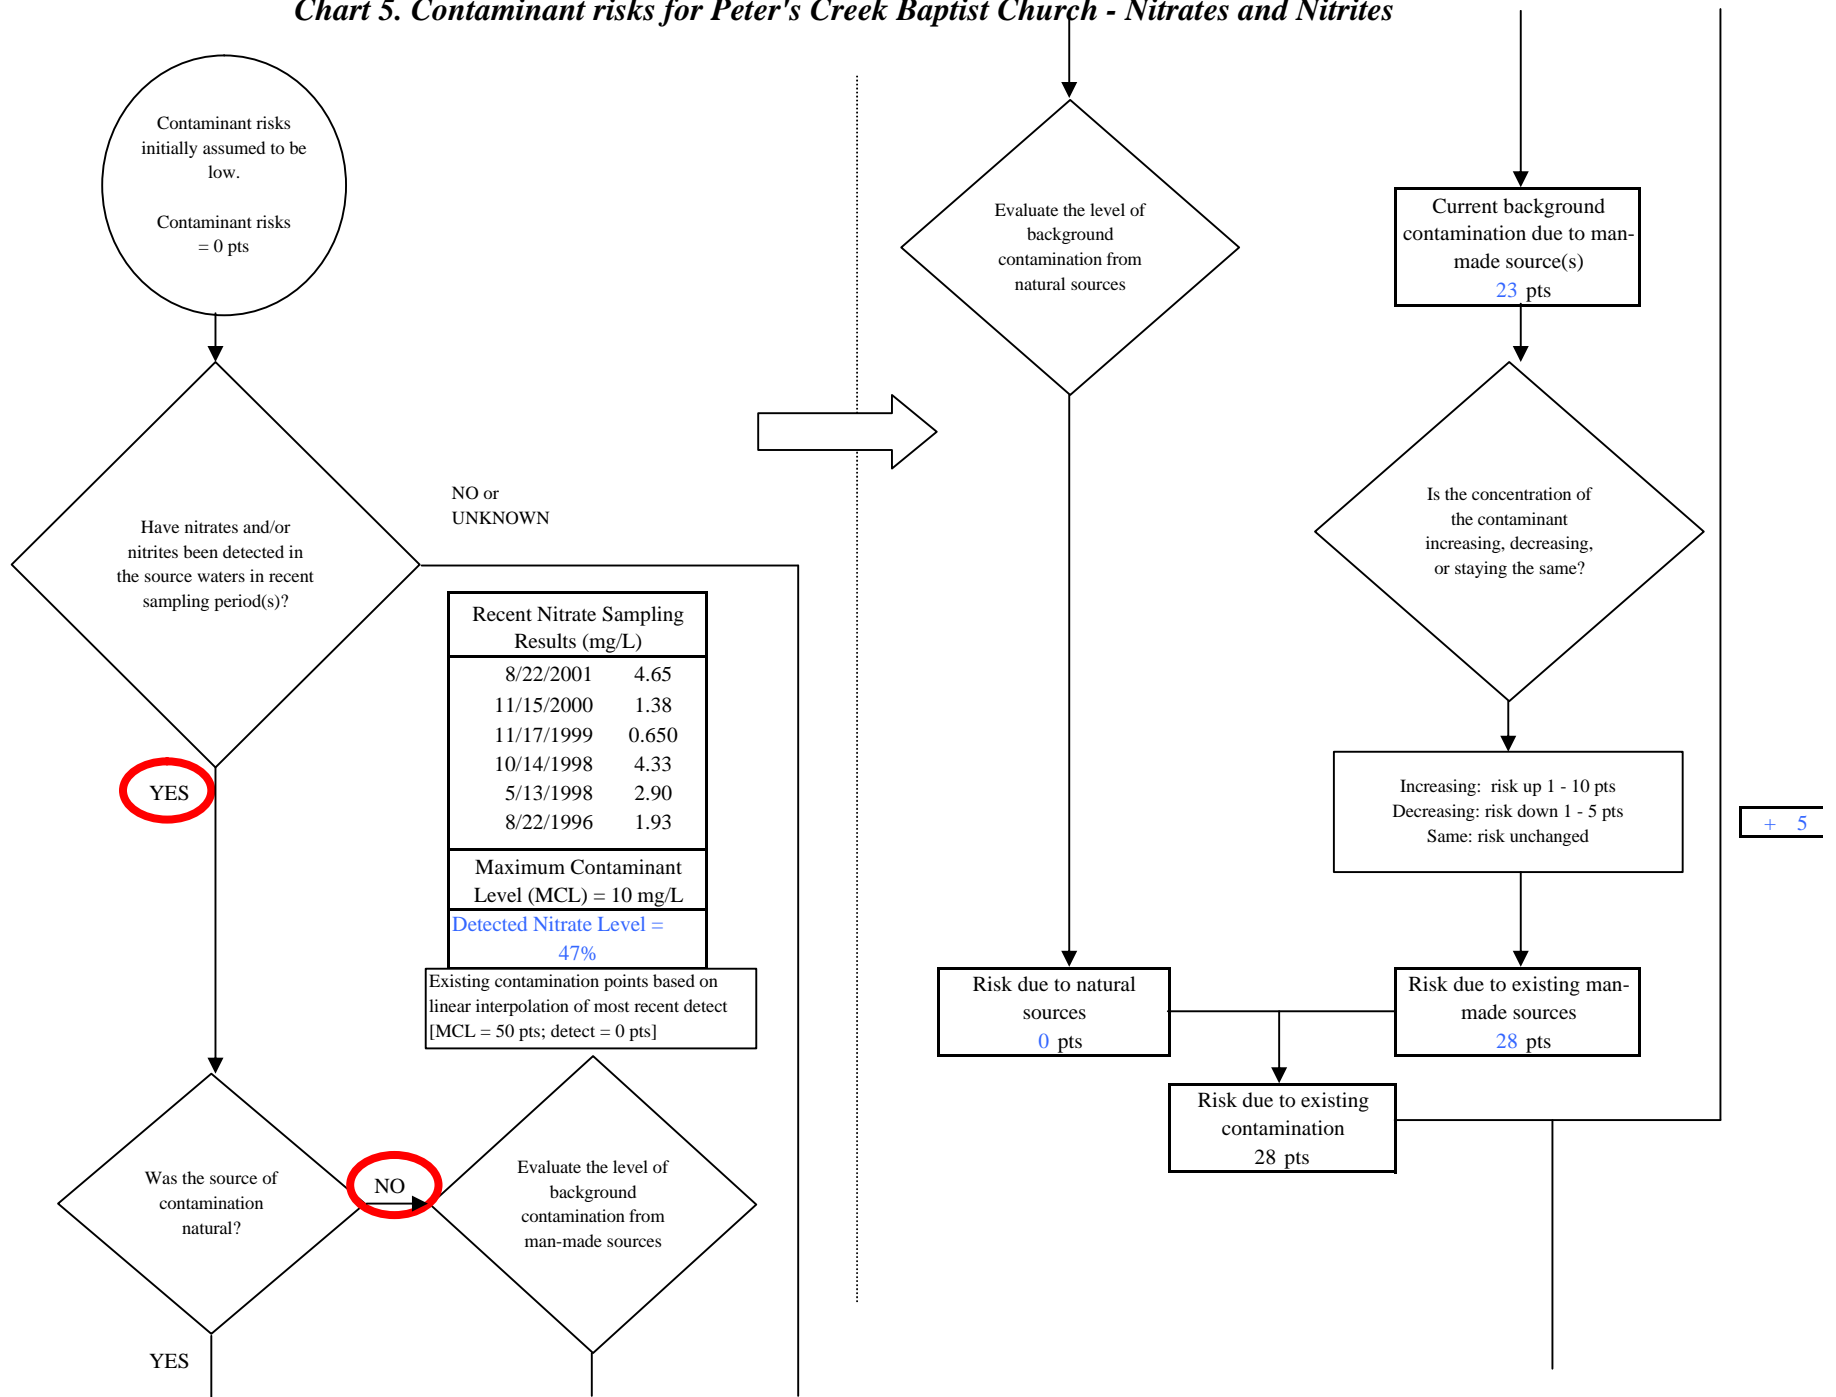 Chart 5. Contaminant risks for Peter's Creek Baptist Church - Nitrates and Nitrites
Contaminant risks
initially assumed to be
low.
Contaminant risks
= 0 pts
Have nitrates and/or
nitrites been detected in
the source waters in recent
sampling period(s)?
NO or
UNKNOWN
YES
Recent Nitrate Sampling
Results (mg/L)
8/22/2001 4.65
11/15/2000 1.38
11/17/1999 0.650
10/14/1998 4.33
5/13/1998 2.90
8/22/1996 1.93
Maximum Contaminant
Level (MCL) = 10 mg/L
Detected Nitrate Level =
47%
Existing contamination points based on
linear interpolation of most recent detect
[MCL = 50 pts; detect = 0 pts]
Was the source of
contamination
natural?
NO
Evaluate the level of
background
contamination from
man-made sources
YES
Evaluate the level of
background
contamination from
natural sources
Current background
contamination due to man-
made source(s)
23 pts
Is the concentration of
the contaminant
increasing, decreasing,
or staying the same?
Increasing: risk up 1 - 10 pts
Decreasing: risk down 1 - 5 pts
Same: risk unchanged
+ 5
Risk due to natural
sources
0 pts
Risk due to existing man-
made sources
28 pts
Risk due to existing
contamination
28 pts